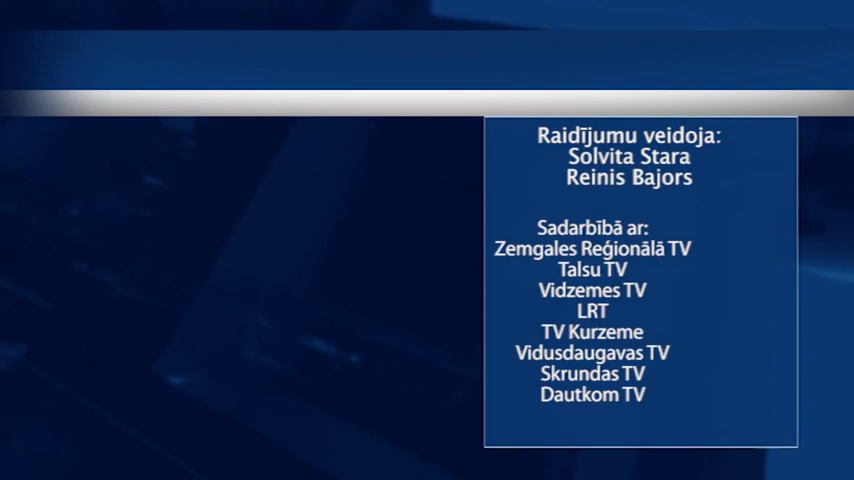 Raidījumu veidoja:
Solvita Stara
Reinis Bajors
Sadarbībā ar:
Zemgales Reģionālā TV
Talsu TV
Vidzemes TV
LRT
TV Kurzeme
Vidusdaugavas TV
Skrundas TV
Dautkom TV